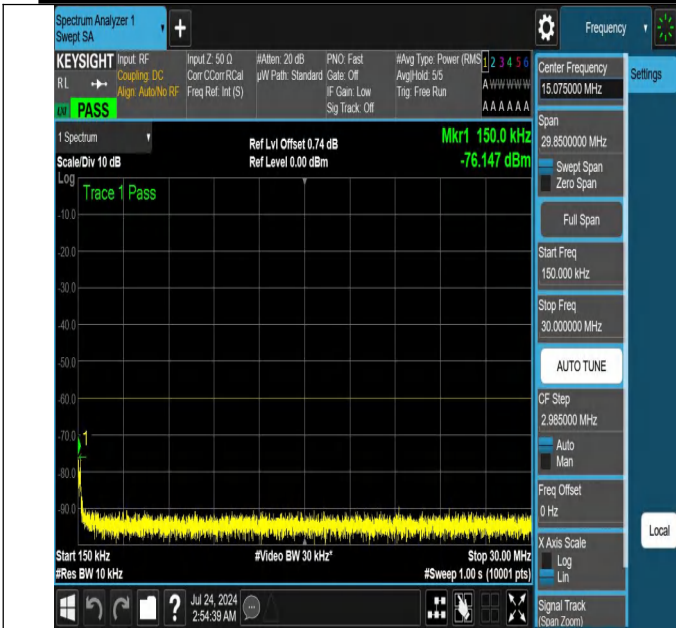 Spectrum Analyzer 1
Swept SA
+
Frequency
KEYSIGHT
RL
PASS
Input: RF
Coupling: DC
Align: Auto/No RF
Input Z: 50 Ω
Corr CCorr RCal
Freq Ref: Int (S)
#Atten: 20 dB
µW Path: Standard
PNO: Fast
Gate: Off
IF Gain: Low
Sig Track: Off
#Avg Type: Power (RMS
Avg|Hold: 5/5
Trig: Free Run
1 2 3 4 5 6
A W W W W W
A A A A A A
1 Spectrum
Scale/Div 10 dB
Log
Ref Lvl Offset 0.74 dB
Ref Level 0.00 dBm
Mkr1 150.0 kHz
-76.147 dBm
Trace 1 Pass
-10.0
-20.0
-30.0
-40.0
-50.0
-60.0
-70.0
1
-80.0
-90.0
Start 150 kHz
#Res BW 10 kHz
#Video BW 30 kHz*
Stop 30.00 MHz
#Sweep 1.00 s (10001 pts)
?
Jul 24, 2024
2:54:39 AM
Center Frequency
15.075000 MHz
Settings
Span
29.8500000 MHz
Swept Span
Zero Span
Full Span
Start Freq
150.000 kHz
Stop Freq
30.000000 MHz
AUTO TUNE
CF Step
2.985000 MHz
Auto
Man
Freq Offset
0 Hz
X Axis Scale
Log
Lin
Local
Signal Track
(Span Zoom)